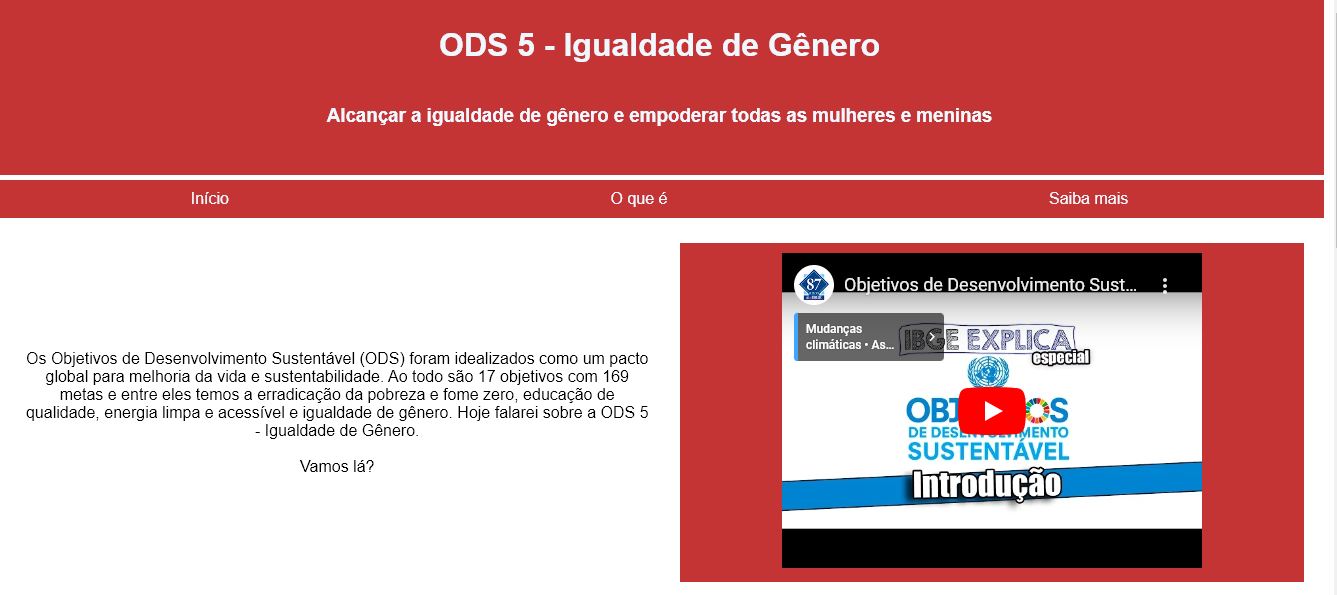 ODS 5 - Igualdade de Gênero
Alcançar a igualdade de gênero e empoderar todas as mulheres e meninas
Início
O que é
Saiba mais
Os Objetivos de Desenvolvimento Sustentável (ODS) foram idealizados como um pacto
global para melhoria da vida e sustentabilidade. Ao todo são 17 objetivos com 169
metas e entre eles temos a erradicação da pobreza e fome zero, educação de
qualidade, energia limpa e acessível e igualdade de gênero. Hoje falarei sobre a ODS 5
- Igualdade de Gênero.
Vamos lá?
87
Objetivos de Desenvolvimento Sust...
Mudanças
climáticas • As...
IBGE EXPLICA
especial
OBJ OS
DE DESENVOLVIMENTO
SUSTENTÁVEL
Introdução